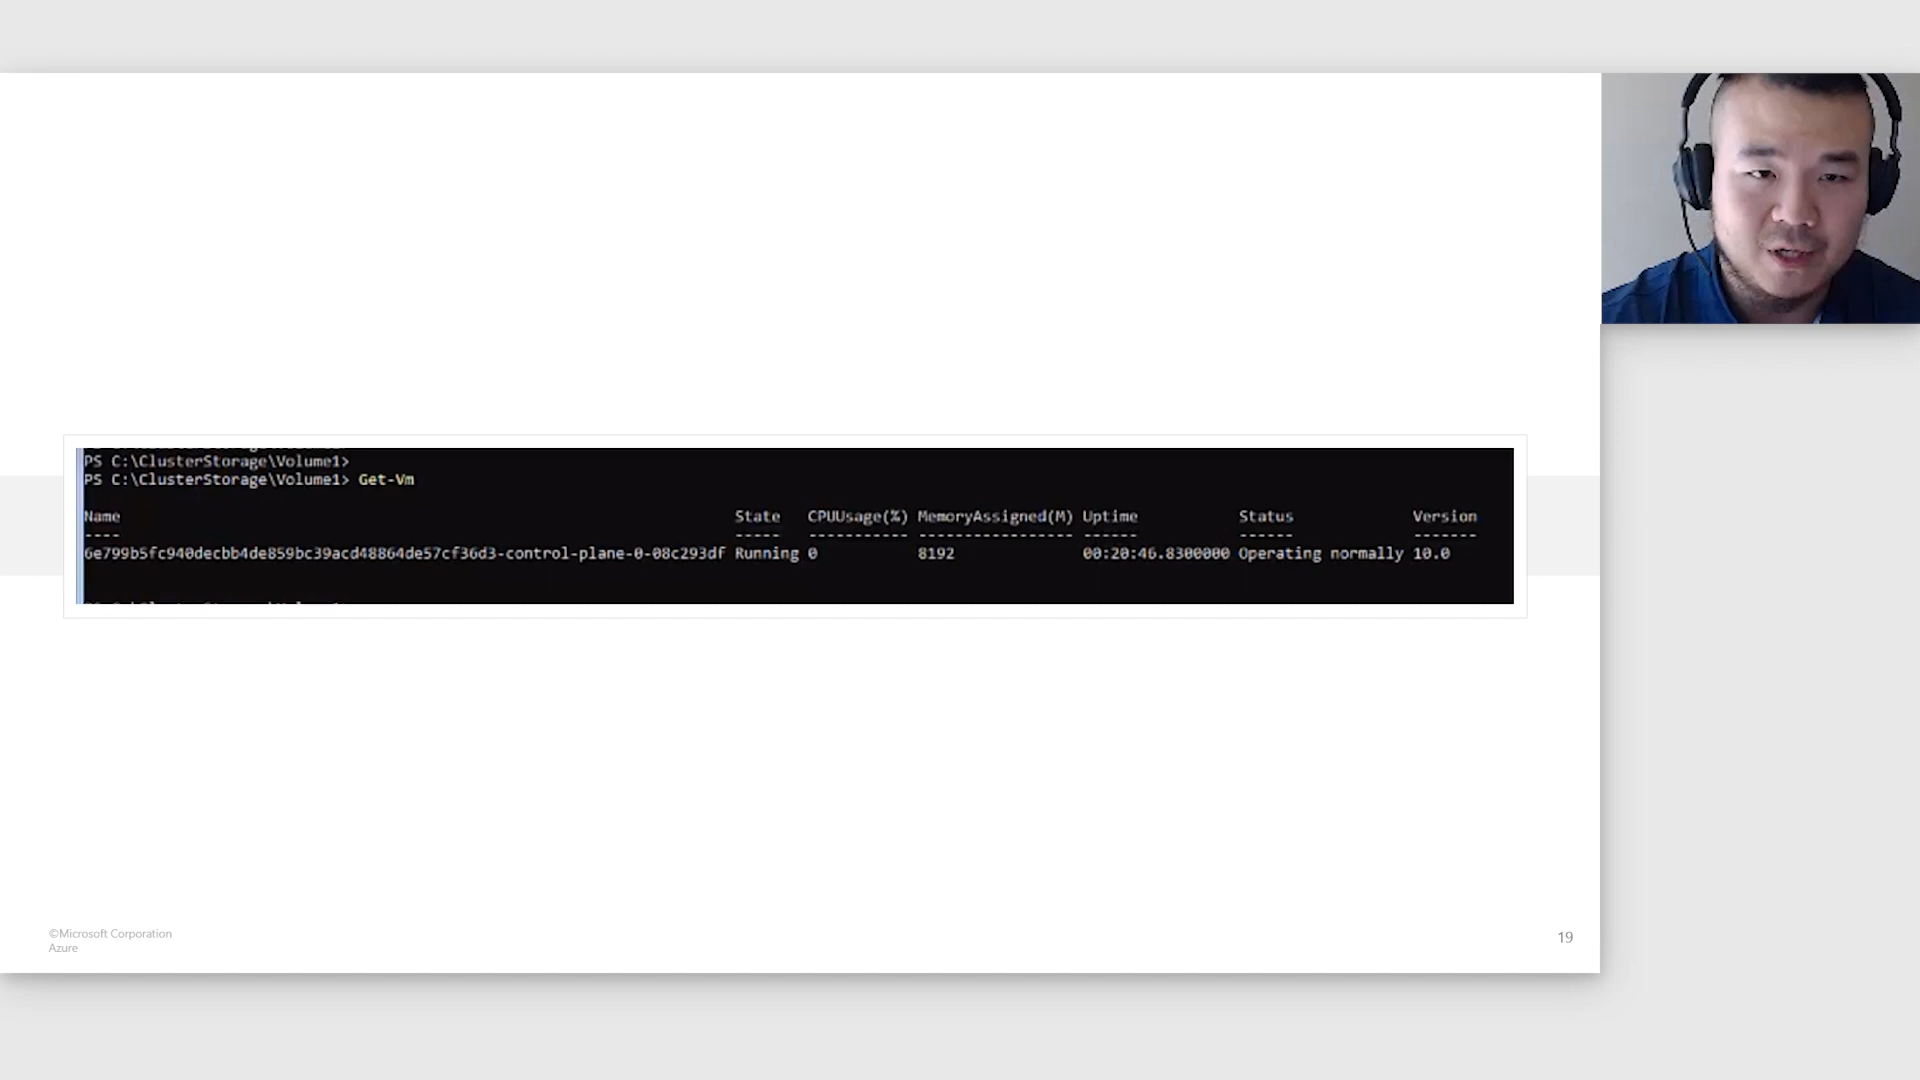 PS C:\ClusterStorage\Volume1>
PS C:\ClusterStorage\Volume1> Get-Vm
Name State CPUUsage(%) MemoryAssigned(M) Uptime Status Version
---- ----- ----------- ----------------- ------ ------ -------
6e799b5fc940decbb4de859bc39acd48864de57cf36d3-control-plane-0-08c293df Running 0 8192 00:20:46.8300000 Operating normally 10.0
©Microsoft Corporation
Azure
19